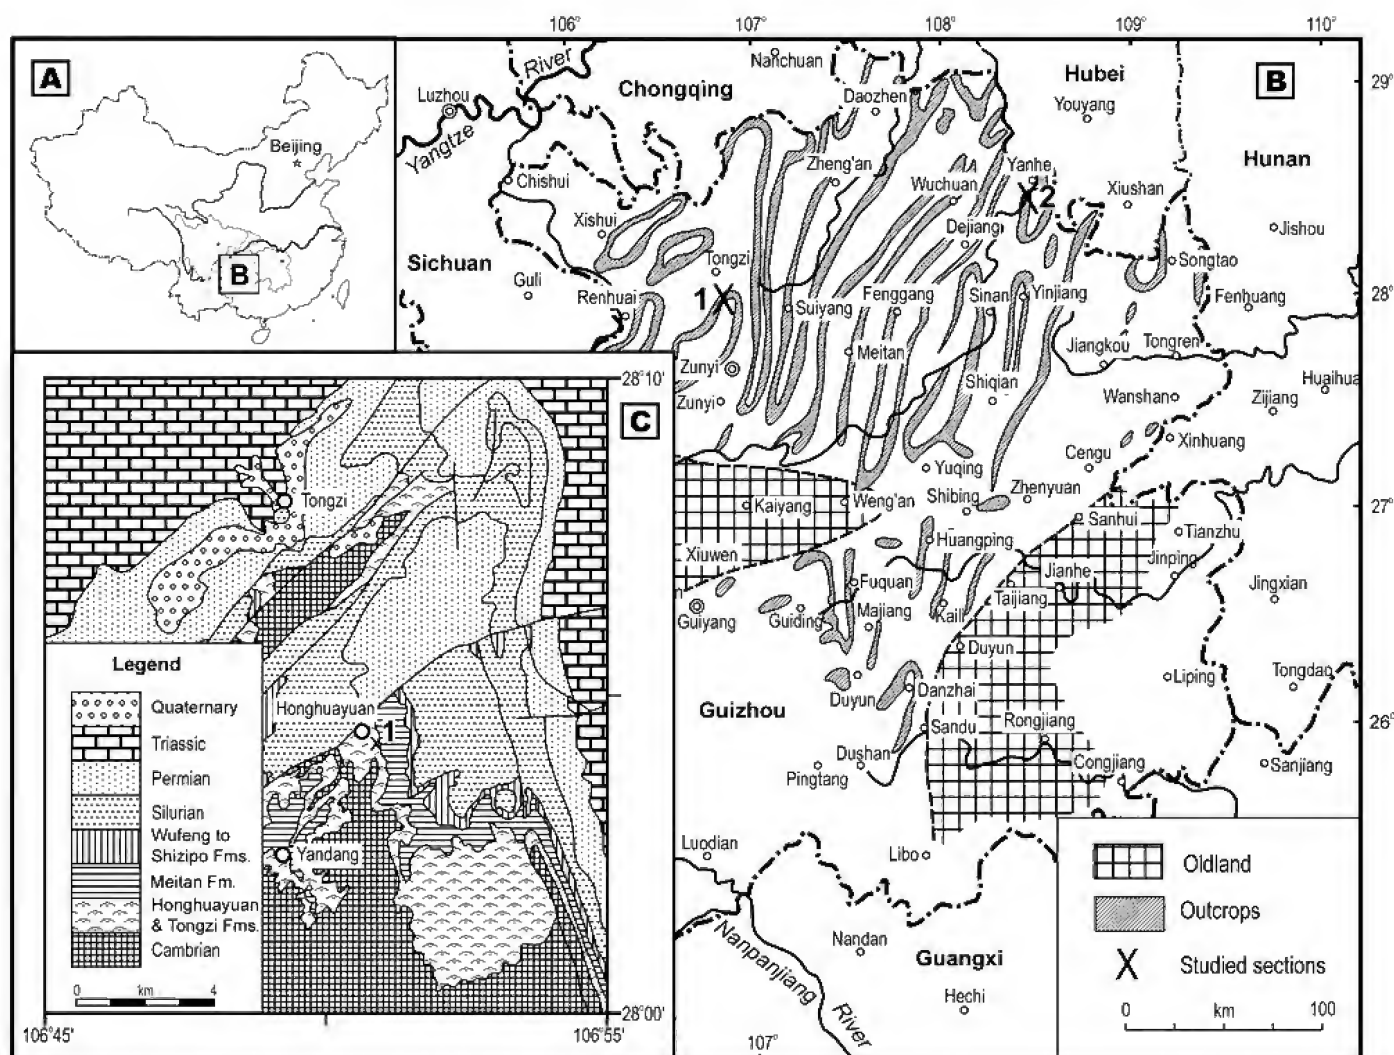 106°
107°
108°
109°
110°
A
Beijing
B
B
29°
28°
27°
26°
107°
River
Yangtze
Luzhou
Chongqing
Nanchuan
Daozhen
Hubei
Youyang
Hunan
Chishui
Zheng'an
Wuchuan
Yanhe
2
Xiushan
Xishui
Dejiang
Jishou
Sichuan
Guli
Tongzi
Songtao
Renhuai
1
Suiyang
Fenggang
Sinan
Yinjiang
Fenhuang
Zunyi
Meitan
Jiangkou
Tongren
Zunyi
Shiqian
Wanshan
Huaihua
Zijiang
Xinhuang
Cengu
Yuqing
Shibing
Zhenyuan
Kaiyang
Weng'an
Sanhui
Tianzhu
Xiuwen
Huangping
Jianhe
Jinping
Fuquan
Taijiang
Jingxian
Guiyang
Guiding
Majiang
Kaili
Duyun
Liping
Tongdao
Guizhou
Duyun
Danzhai
Sandu
Rongjiang
Dushan
Congjiang
Pingtang
Sanjiang
Luodian
Libo
Nandan
Guangxi
Hechi
Nanpanjiang
River
Oldland
Outcrops
X Studied sections
0 km 100
C
28°10'
Tongzi
Honghuayuan
x1
Yandang
Legend
Quaternary
Triassic
Permian
Silurian
Wufeng to
Shizipo Fms.
Meitan Fm.
Honghuayuan
& Tongzi Fms.
Cambrian
0 km 4
28°00'
106°45'
106°55'